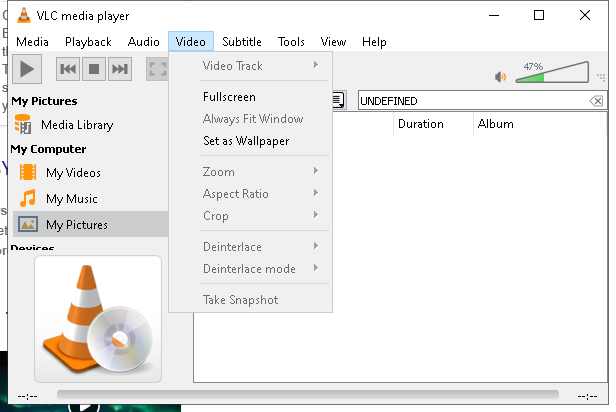 VLC media player
Media Playback Audio Video Subtitle Tools View Help
Video Track
47%
Fullscreen
Always Fit Window
Set as Wallpaper
Zoom
Aspect Ratio
Crop
Deinterlace
Deinterlace mode
Take Snapshot
My Pictures
Media Library
My Computer
My Videos
My Music
My Pictures
Devices
UNDEFINED
Duration Album
--:-- --:--